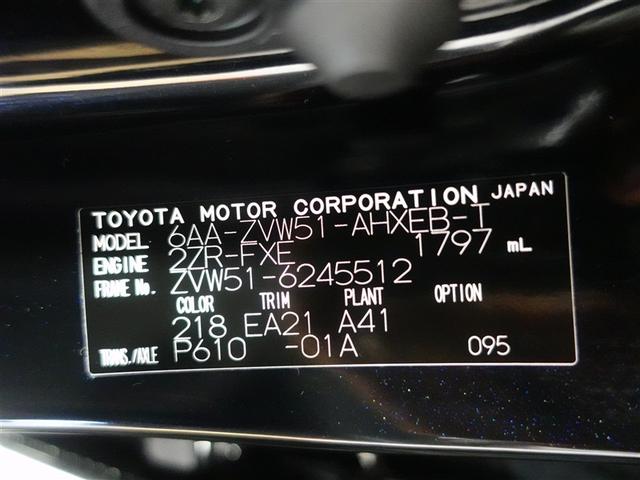 TOYOTA MOTOR CORPORATION JAPAN
MODEL 6AA-ZVW51-AHXEB-T
ENGINE 2ZR-FXE 1797 mL
FRAME No. ZVW51-6245512
COLOR TRIM PLANT OPTION
218 EA21 A41
TRANS./AXLE P610 -01A 095